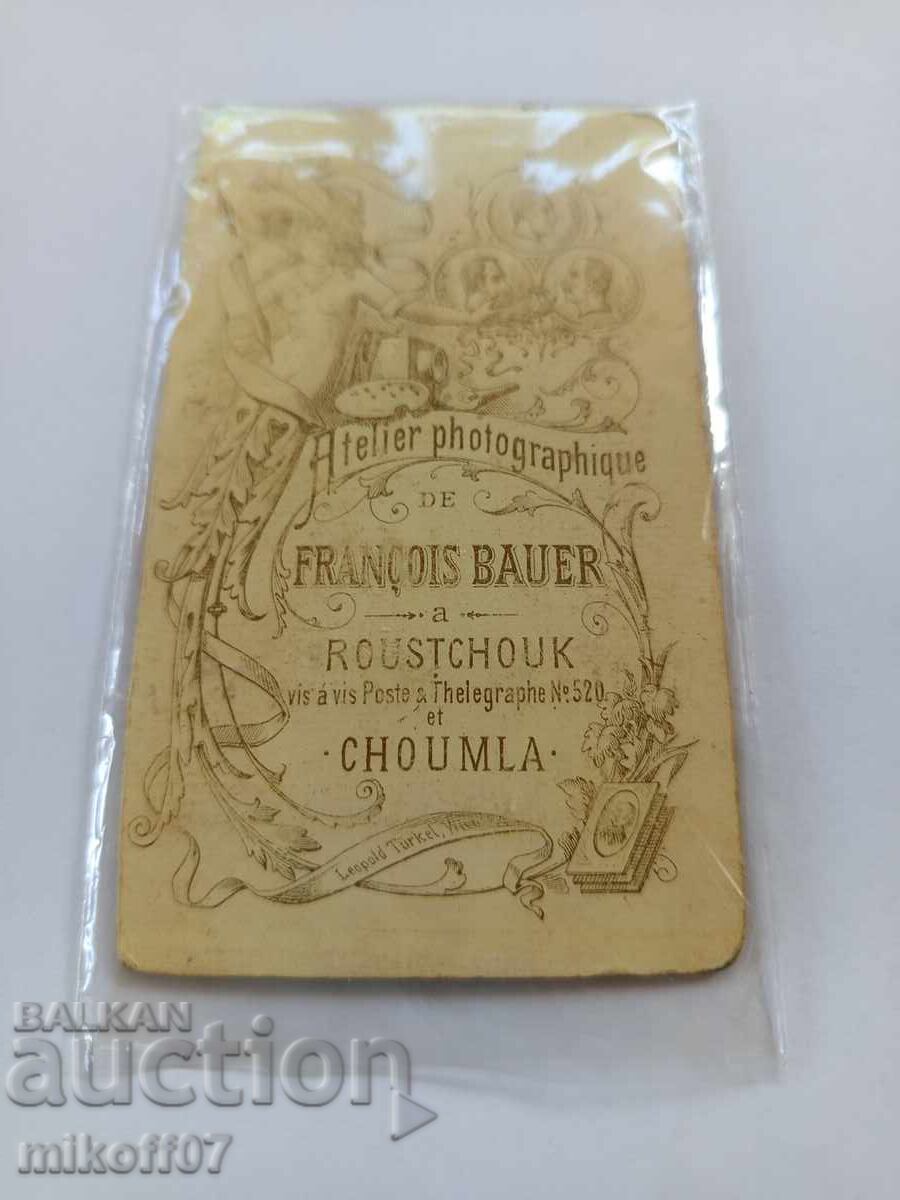 Atelier photographique
DE
FRANÇOIS BAUER
a
ROUSTCHOUK
vis á vis Poste & Thelegraphe No. 520
et
· CHOUMLA ·
Leopold Türkel,
BALKAN
auction
mikoff07